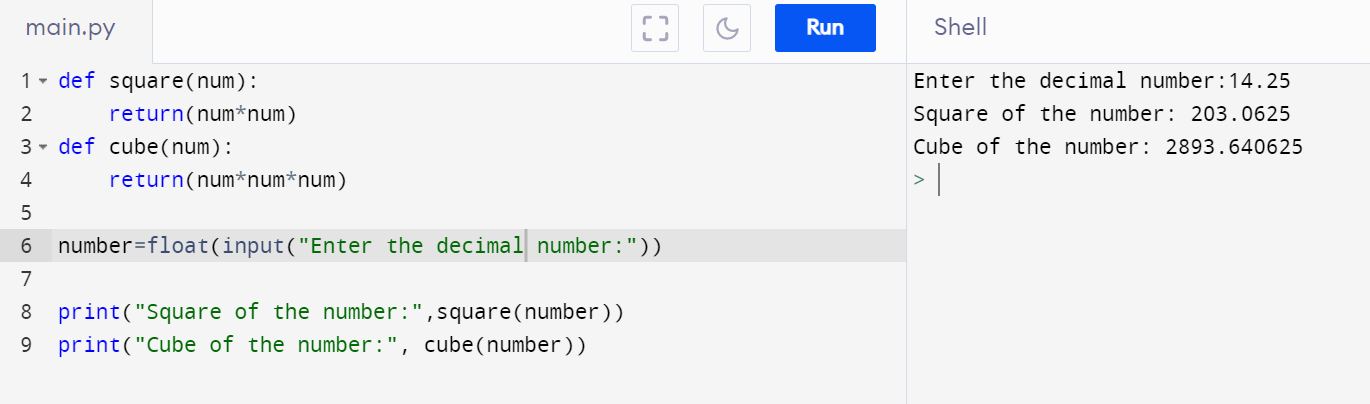 main.py
Run
Shell
1 def square(num):
2     return(num*num)
3 def cube(num):
4     return(num*num*num)
5
6 number=float(input("Enter the decimal number:"))
7
8 print("Square of the number:",square(number))
9 print("Cube of the number:", cube(number))
Enter the decimal number:14.25
Square of the number: 203.0625
Cube of the number: 2893.640625
>